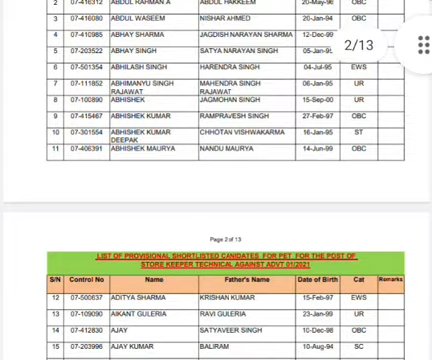 2 07-416312 ABDUL RAHMAN A ABDUL HAKKEEM 20-May-96 OBC
3 07-416080 ABDUL WASEEM NISHAR AHMED 20-Jan-94 OBC
4 07-410985 ABHAY SHARMA JAGDISH NARAYAN SHARMA 12-Dec-99
5 07-203522 ABHAY SINGH SATYA NARAYAN SINGH 05-Jan-95
2/13
6 07-501354 ABHILASH SINGH HARENDRA SINGH 04-Jul-95 EWS
7 07-111852 ABHIMANYU SINGH RAJAWAT MAHENDRA SINGH RAJAWAT 06-Jan-95 UR
8 07-100890 ABHISHEK JAGMOHAN SINGH 15-Sep-00 UR
9 07-415467 ABHISHEK KUMAR RAMPRAVESH SINGH 27-Feb-97 OBC
10 07-301554 ABHISHEK KUMAR DEEPAK CHHOTAN VISHWAKARMA 16-Jan-95 ST
11 07-406391 ABHISHEK MAURYA NANDU MAURYA 14-Jun-99 OBC
Page 2 of 13
LIST OF PROVISIONAL SHORTLISTED CANIDATES FOR PET FOR THE POST OF
STORE KEEPER TECHNICAL AGAINST ADVT 01/2021
S/N Control No Name Father's Name Date of Birth Cat Remarks
12 07-500637 ADITYA SHARMA KRISHAN KUMAR 15-Feb-97 EWS
13 07-109090 AIKANT GULERIA RAVI GULERIA 23-Jan-99 UR
14 07-412830 AJAY SATYAVEER SINGH 10-Dec-98 OBC
15 07-203996 AJAY KUMAR BALIRAM 10-Aug-94 SC